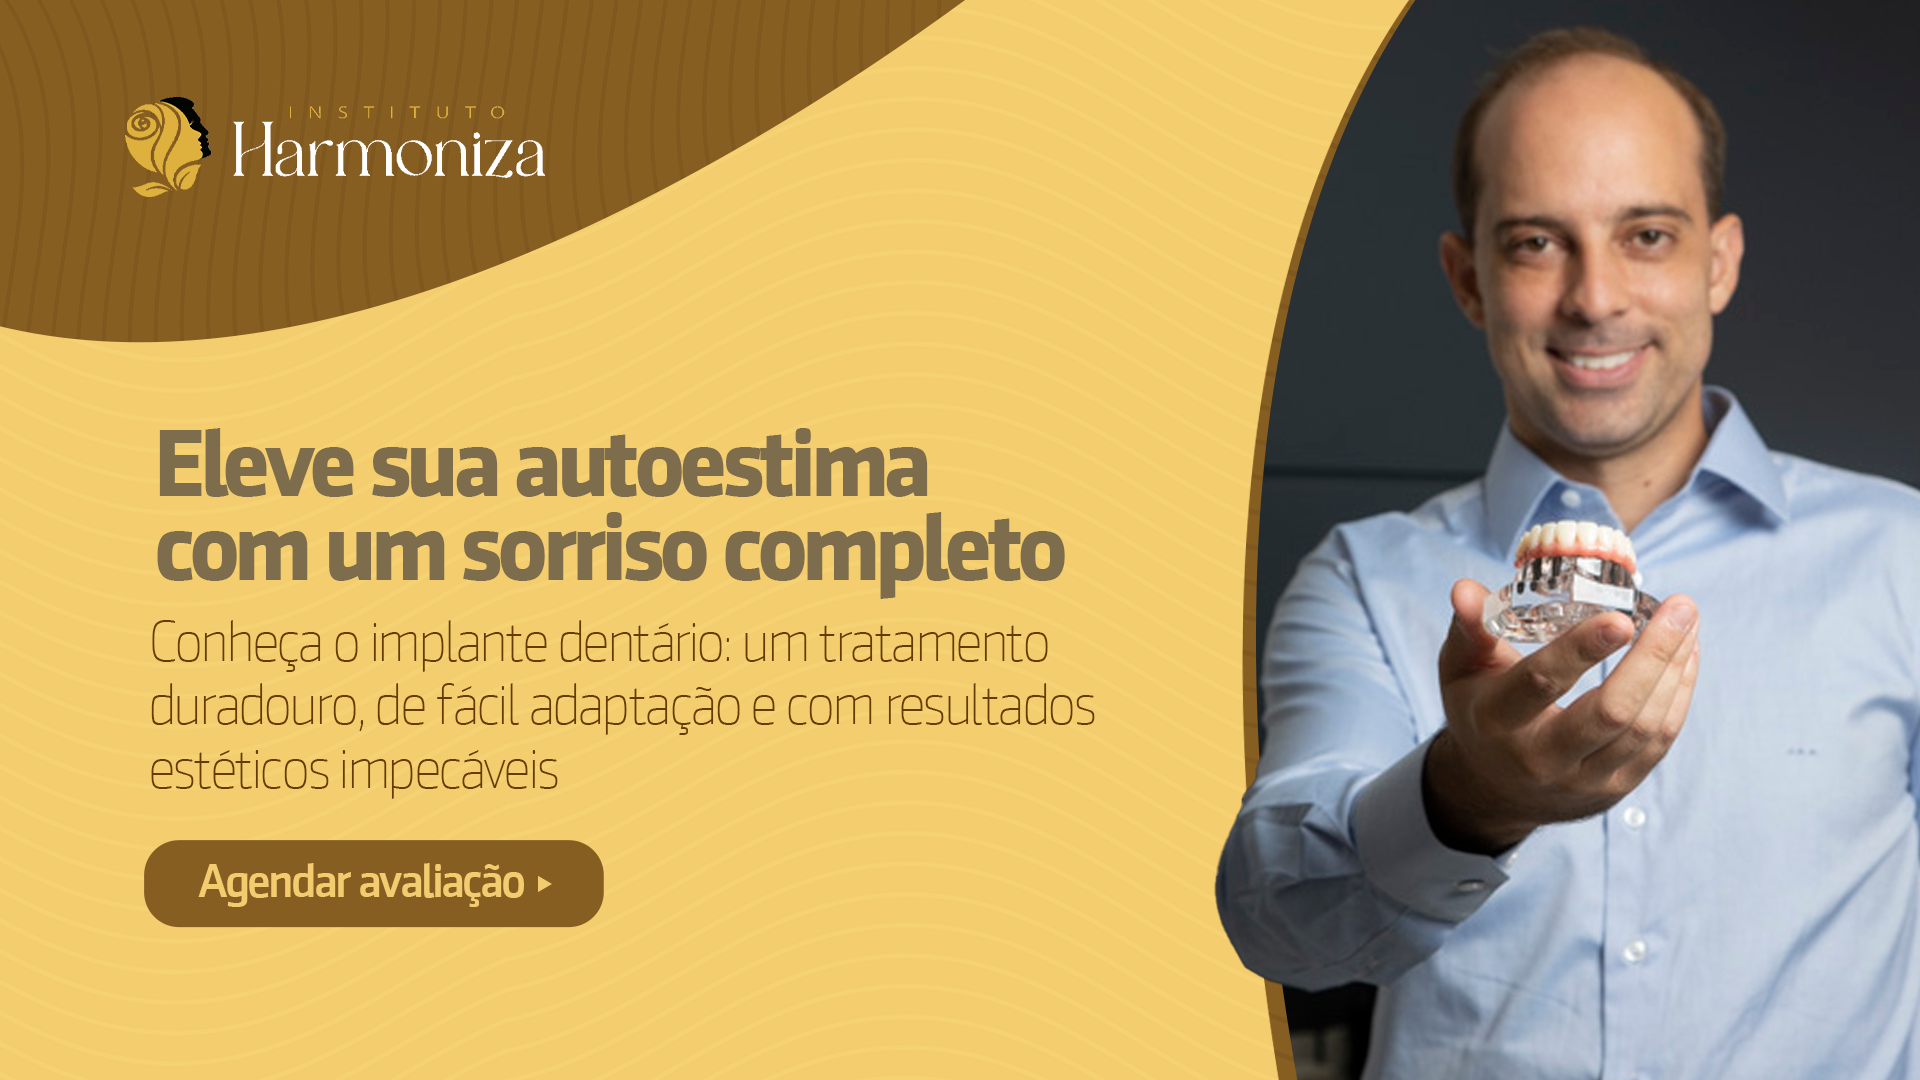 INSTITUTO
Harmoniza
Eleve sua autoestima
com um sorriso completo
Conheça o implante dentário: um tratamento
duradouro, de fácil adaptação e com resultados
estéticos impecáveis
Agendar avaliação